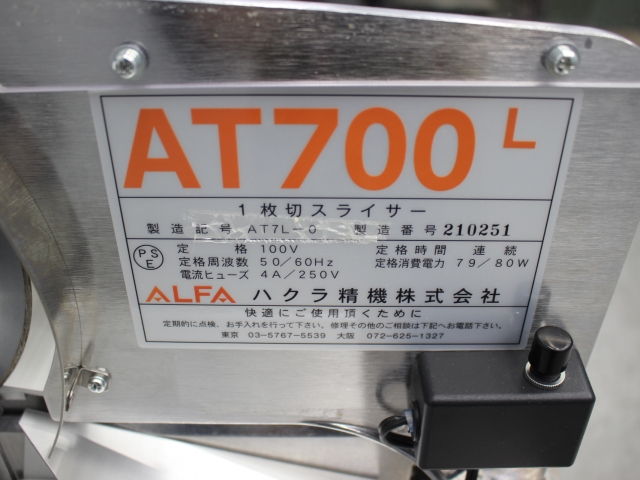 AT700 L
1枚切スライサー
製造記号 AT7L-0 製造番号 210251
定格 100V 定格時間 連続
PSE 定格周波数 50/60Hz 定格消費電力 79/80W
電流ヒューズ 4A/250V
ALFA ハクラ精機株式会社
快適にご使用頂くために
定期的に点検、お手入れを行って下さい。修理その他のご相談は下記へお電話下さい。
東京 03-5767-5539 大阪 072-625-1327